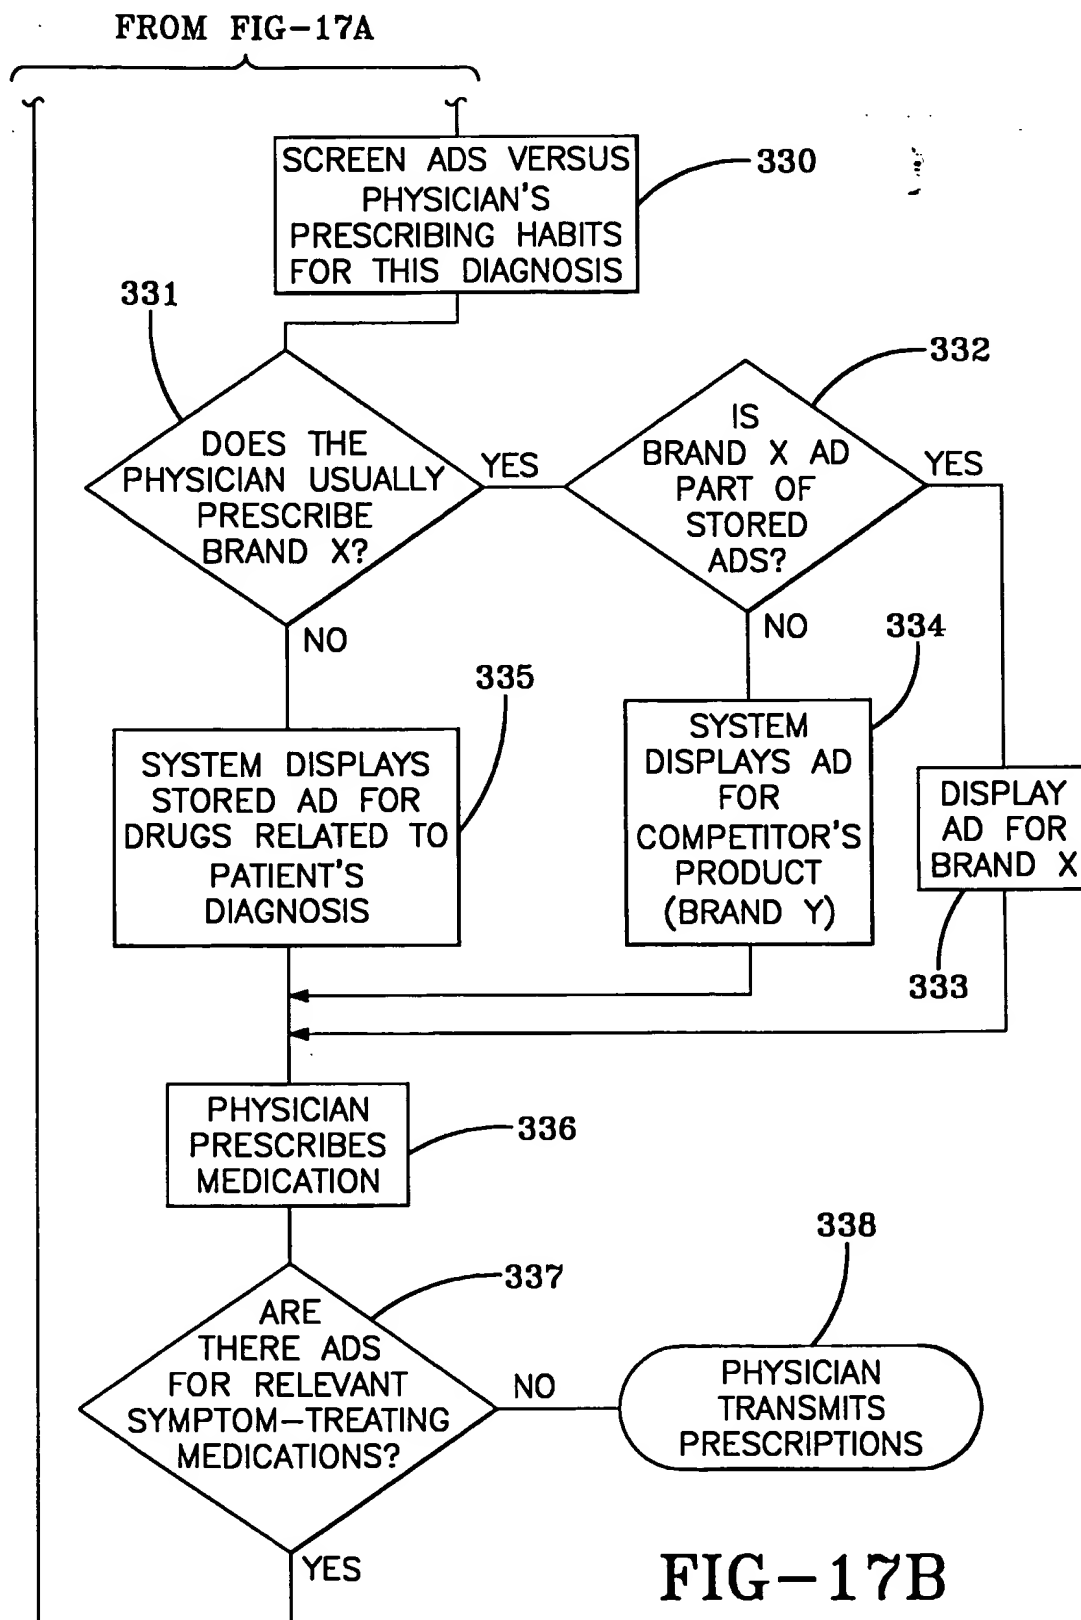 FROM FIG-17A
SCREEN ADS VERSUS
PHYSICIAN'S
PRESCRIBING HABITS
FOR THIS DIAGNOSIS
330
331
DOES THE
PHYSICIAN USUALLY
PRESCRIBE
BRAND X?
YES
NO
332
IS
BRAND X AD
PART OF
STORED
ADS?
YES
NO
335
SYSTEM DISPLAYS
STORED AD FOR
DRUGS RELATED TO
PATIENT'S
DIAGNOSIS
334
SYSTEM
DISPLAYS AD
FOR
COMPETITOR'S
PRODUCT
(BRAND Y)
DISPLAY
AD FOR
BRAND X
333
PHYSICIAN
PRESCRIBES
MEDICATION
336
337
ARE
THERE ADS
FOR RELEVANT
SYMPTOM-TREATING
MEDICATIONS?
NO
YES
338
PHYSICIAN
TRANSMITS
PRESCRIPTIONS
FIG-17B